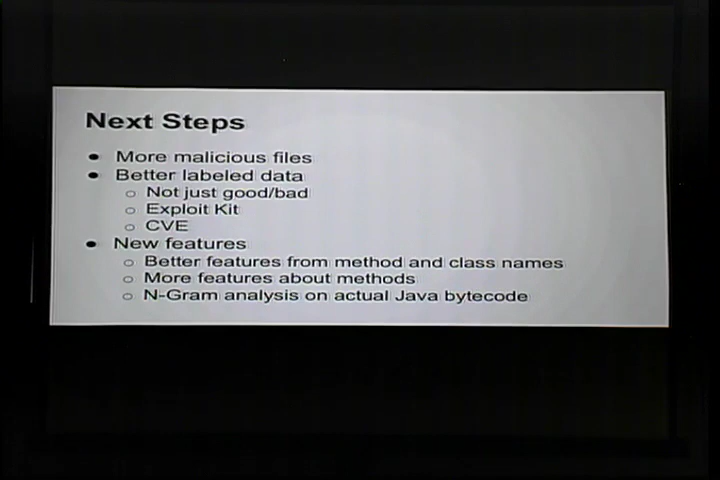 Next Steps
● More malicious files
● Better labeled data
○ Not just good/bad
○ Exploit Kit
○ CVE
● New features
○ Better features from method and class names
○ More features about methods
○ N-Gram analysis on actual Java bytecode